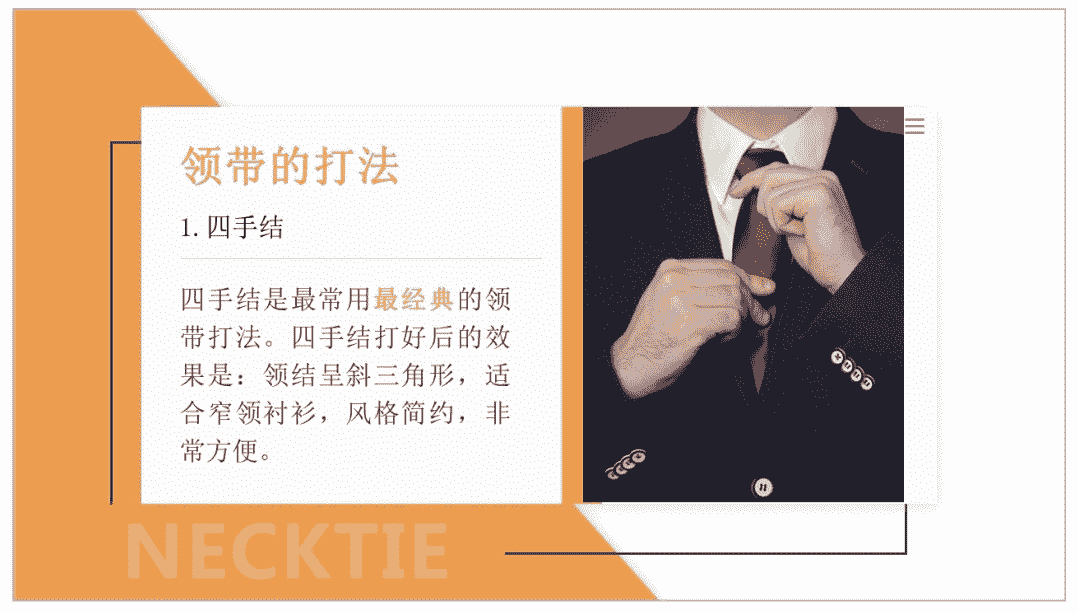 领带的打法
1. 四手结
四手结是最常用最经典的领
带打法。四手结打好后的效
果是：领结呈斜三角形，适
合窄领衬衫，风格简约，非
常方便。
NECKTIE